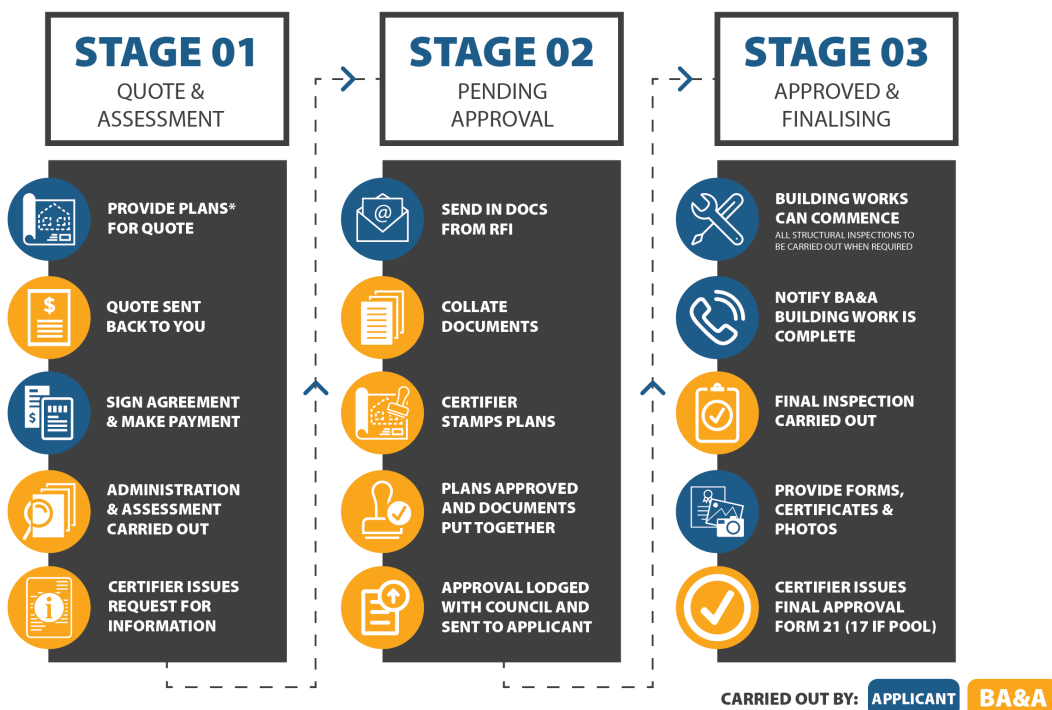 STAGE 01
QUOTE &
ASSESSMENT
PROVIDE PLANS*
FOR QUOTE
$
QUOTE SENT
BACK TO YOU
$
SIGN AGREEMENT
& MAKE PAYMENT
ADMINISTRATION
& ASSESSMENT
CARRIED OUT
i
CERTIFIER ISSUES
REQUEST FOR
INFORMATION
STAGE 02
PENDING
APPROVAL
@
SEND IN DOCS
FROM RFI
COLLATE
DOCUMENTS
CERTIFIER
STAMPS PLANS
PLANS APPROVED
AND DOCUMENTS
PUT TOGETHER
APPROVAL LODGED
WITH COUNCIL AND
SENT TO APPLICANT
STAGE 03
APPROVED &
FINALISING
BUILDING WORKS
CAN COMMENCE
ALL STRUCTURAL INSPECTIONS TO
BE CARRIED OUT WHEN REQUIRED
NOTIFY BA&A
BUILDING WORK IS
COMPLETE
FINAL INSPECTION
CARRIED OUT
PROVIDE FORMS,
CERTIFICATES &
PHOTOS
CERTIFIER ISSUES
FINAL APPROVAL
FORM 21 (17 IF POOL)
CARRIED OUT BY: APPLICANT BA&A